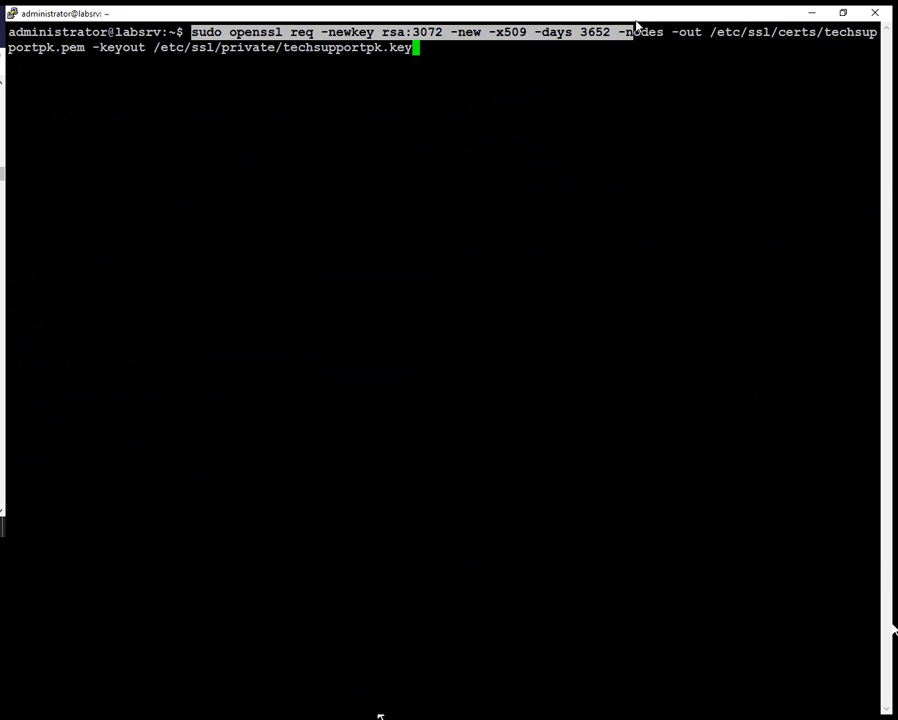 administrator@labsrv: ~
administrator@labsrv:~$ sudo openssl req -newkey rsa:3072 -new -x509 -days 3652 -nodes -out /etc/ssl/certs/techsup
portpk.pem -keyout /etc/ssl/private/techsupportpk.key